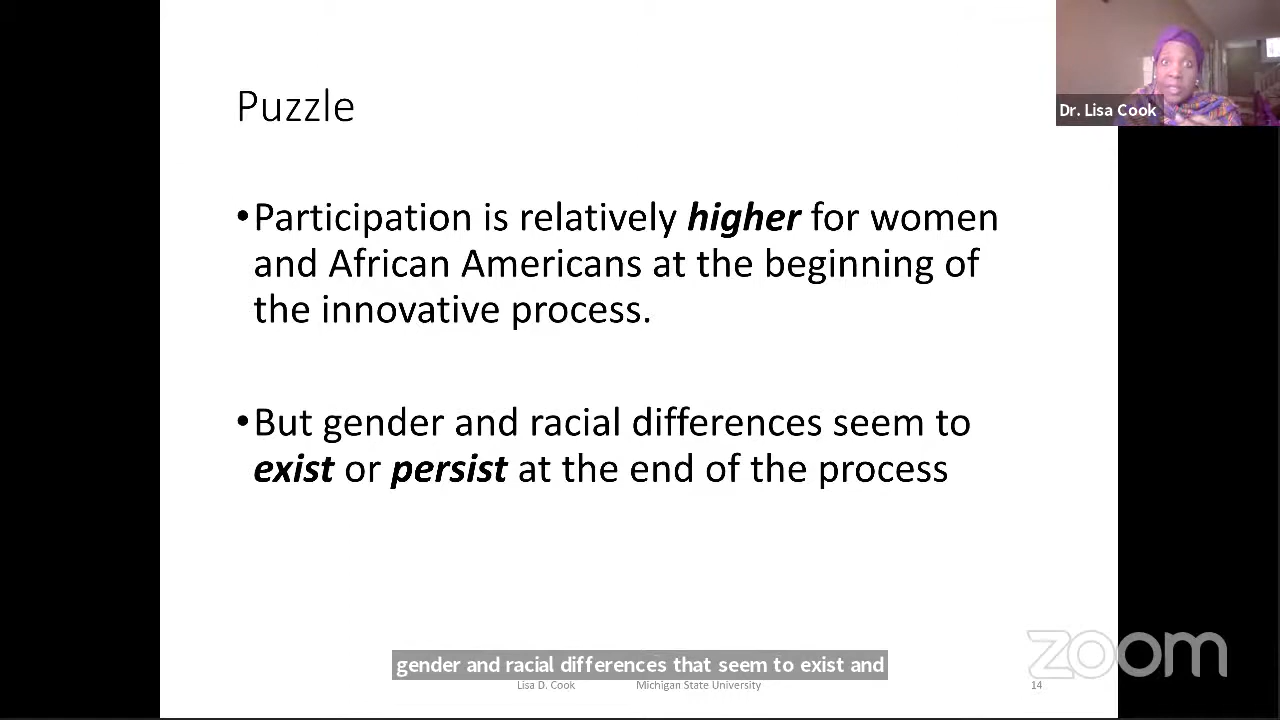 Puzzle
Dr. Lisa Cook
•Participation is relatively higher for women
and African Americans at the beginning of
the innovative process.
•But gender and racial differences seem to
exist or persist at the end of the process
gender and racial differences that seem to exist and
Lisa D. Cook Michigan State University 14
zoom